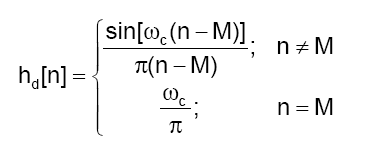 h_d[n] = { sin[ω_c(n – M)] / π(n – M); n ≠ M
ω_c / π; n = M